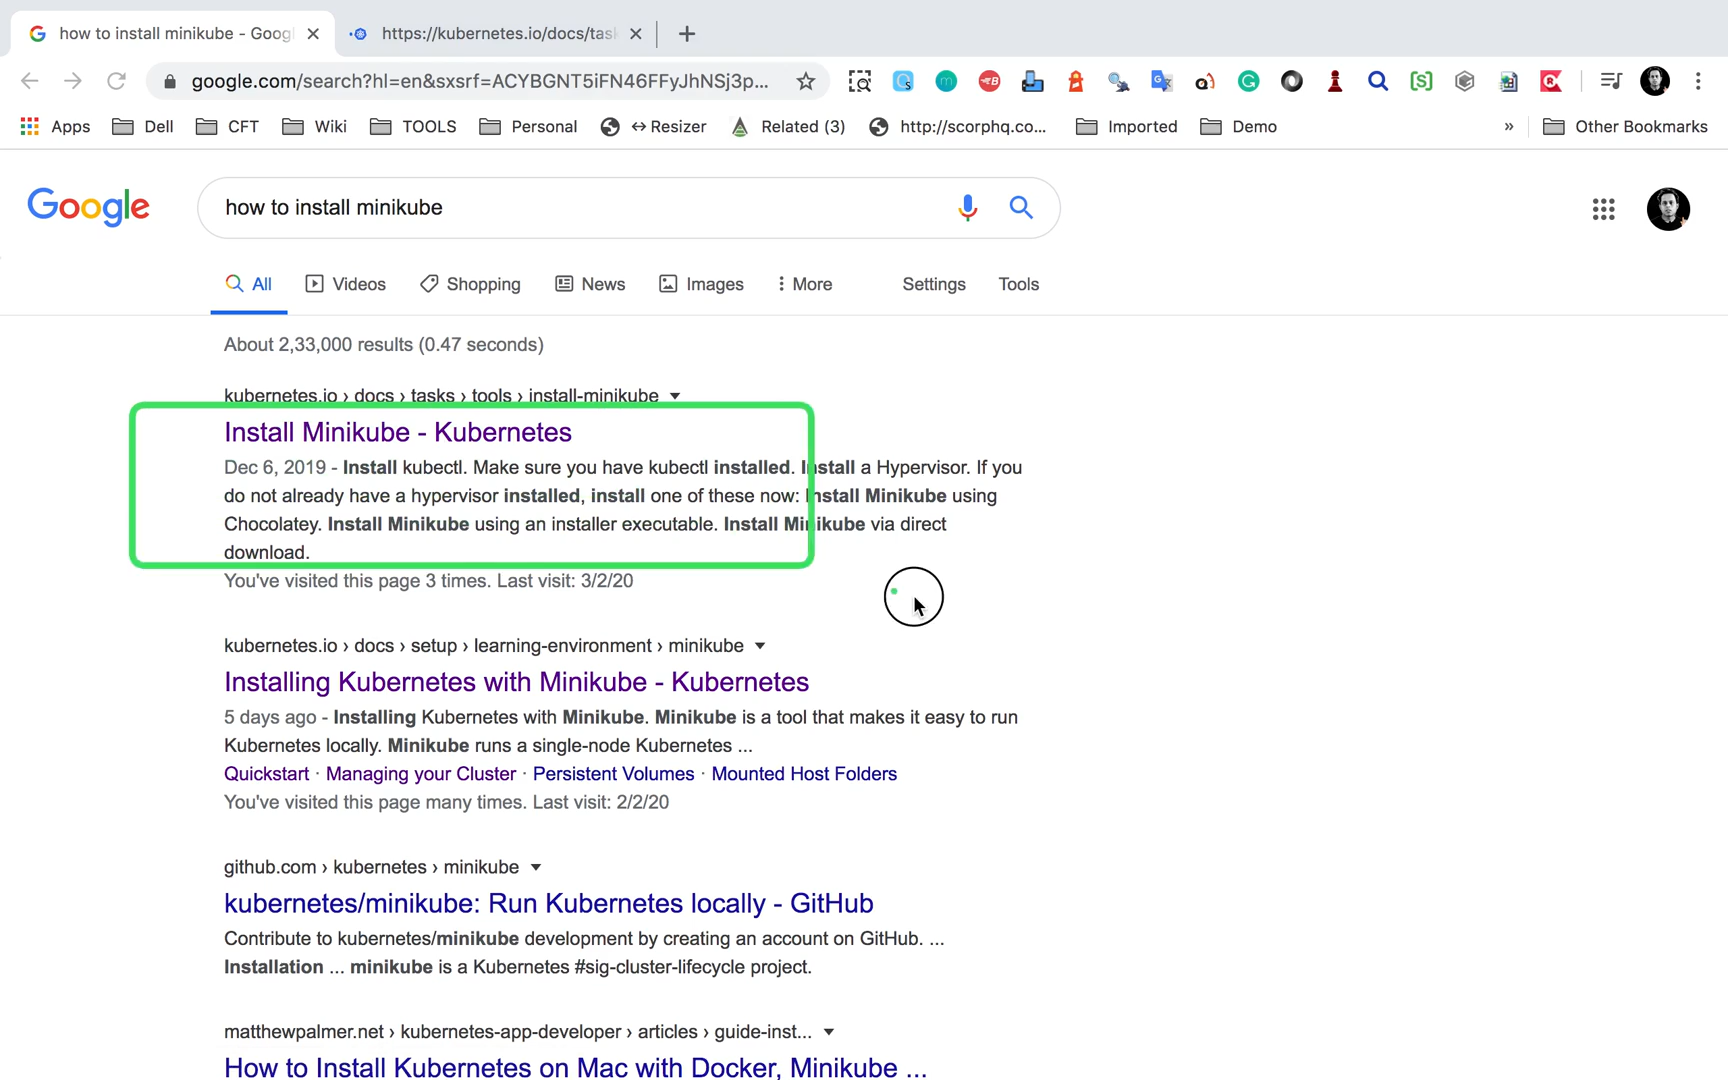 how to install minikube - Goog
https://kubernetes.io/docs/tas
google.com/search?hl=en&sxsrf=ACYBGNT5iFN46FFyJhNSj3p...
Apps
Dell
CFT
Wiki
TOOLS
Personal
↔Resizer
Related (3)
http://scorphq.co...
Imported
Demo
»
Other Bookmarks
Google
how to install minikube
All
Videos
Shopping
News
Images
More
Settings
Tools
About 2,33,000 results (0.47 seconds)
kubernetes.io › docs › tasks › tools › install-minikube
Install Minikube - Kubernetes
Dec 6, 2019 - Install kubectl. Make sure you have kubectl installed. Install a Hypervisor. If you
do not already have a hypervisor installed, install one of these now: Install Minikube using
Chocolatey. Install Minikube using an installer executable. Install Minikube via direct
download.
You've visited this page 3 times. Last visit: 3/2/20
kubernetes.io › docs › setup › learning-environment › minikube
Installing Kubernetes with Minikube - Kubernetes
5 days ago - Installing Kubernetes with Minikube. Minikube is a tool that makes it easy to run
Kubernetes locally. Minikube runs a single-node Kubernetes ...
Quickstart · Managing your Cluster · Persistent Volumes · Mounted Host Folders
You've visited this page many times. Last visit: 2/2/20
github.com › kubernetes › minikube
kubernetes/minikube: Run Kubernetes locally - GitHub
Contribute to kubernetes/minikube development by creating an account on GitHub. ...
Installation ... minikube is a Kubernetes #sig-cluster-lifecycle project.
matthewpalmer.net › kubernetes-app-developer › articles › guide-inst...
How to Install Kubernetes on Mac with Docker, Minikube ...